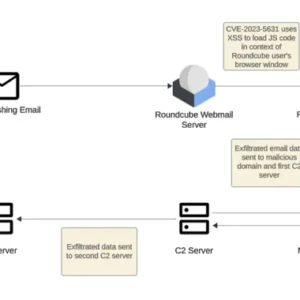 CVE-2023-5631 uses
XSS to load JS code
in context of
Roundcube user's
browser window
shing Email
Roundcube Webmail
Server
Exfiltrated email dat
sent to malicious
domain and first C2
server
erver
Exfiltrated data sent
to second C2 server
C2 Server